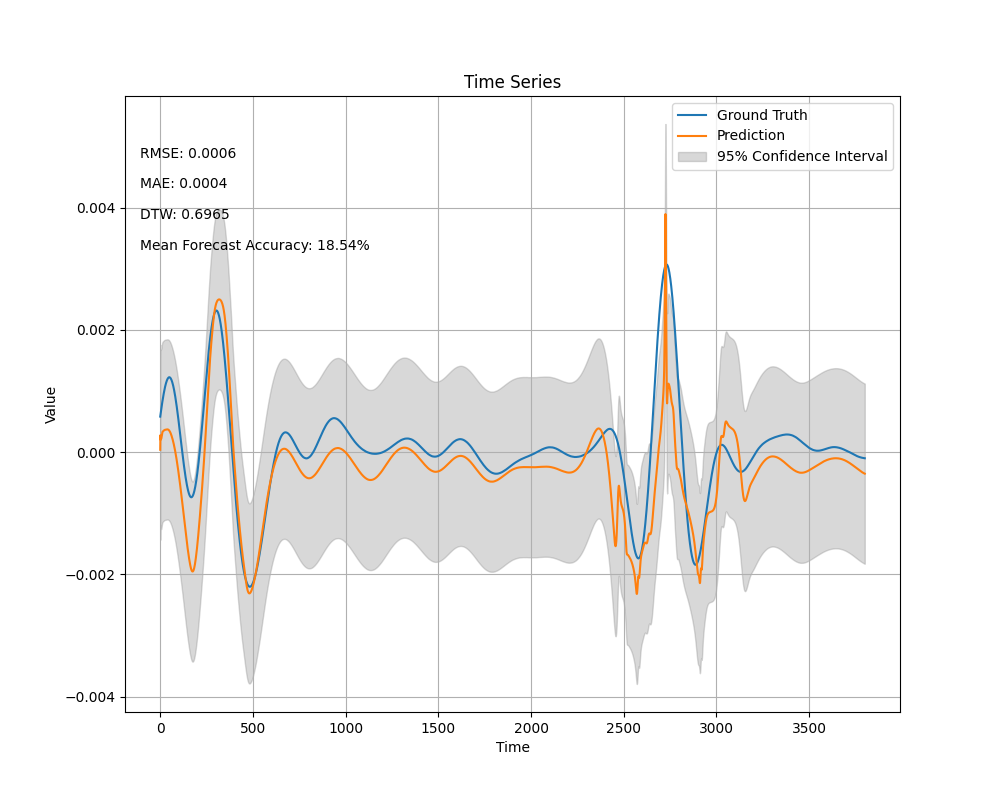 Time Series
Ground Truth
Prediction
95% Confidence Interval
RMSE: 0.0006
MAE: 0.0004
DTW: 0.6965
Mean Forecast Accuracy: 18.54%
Value
0.004
0.002
0.000
−0.002
−0.004
0 500 1000 1500 2000 2500 3000 3500
Time